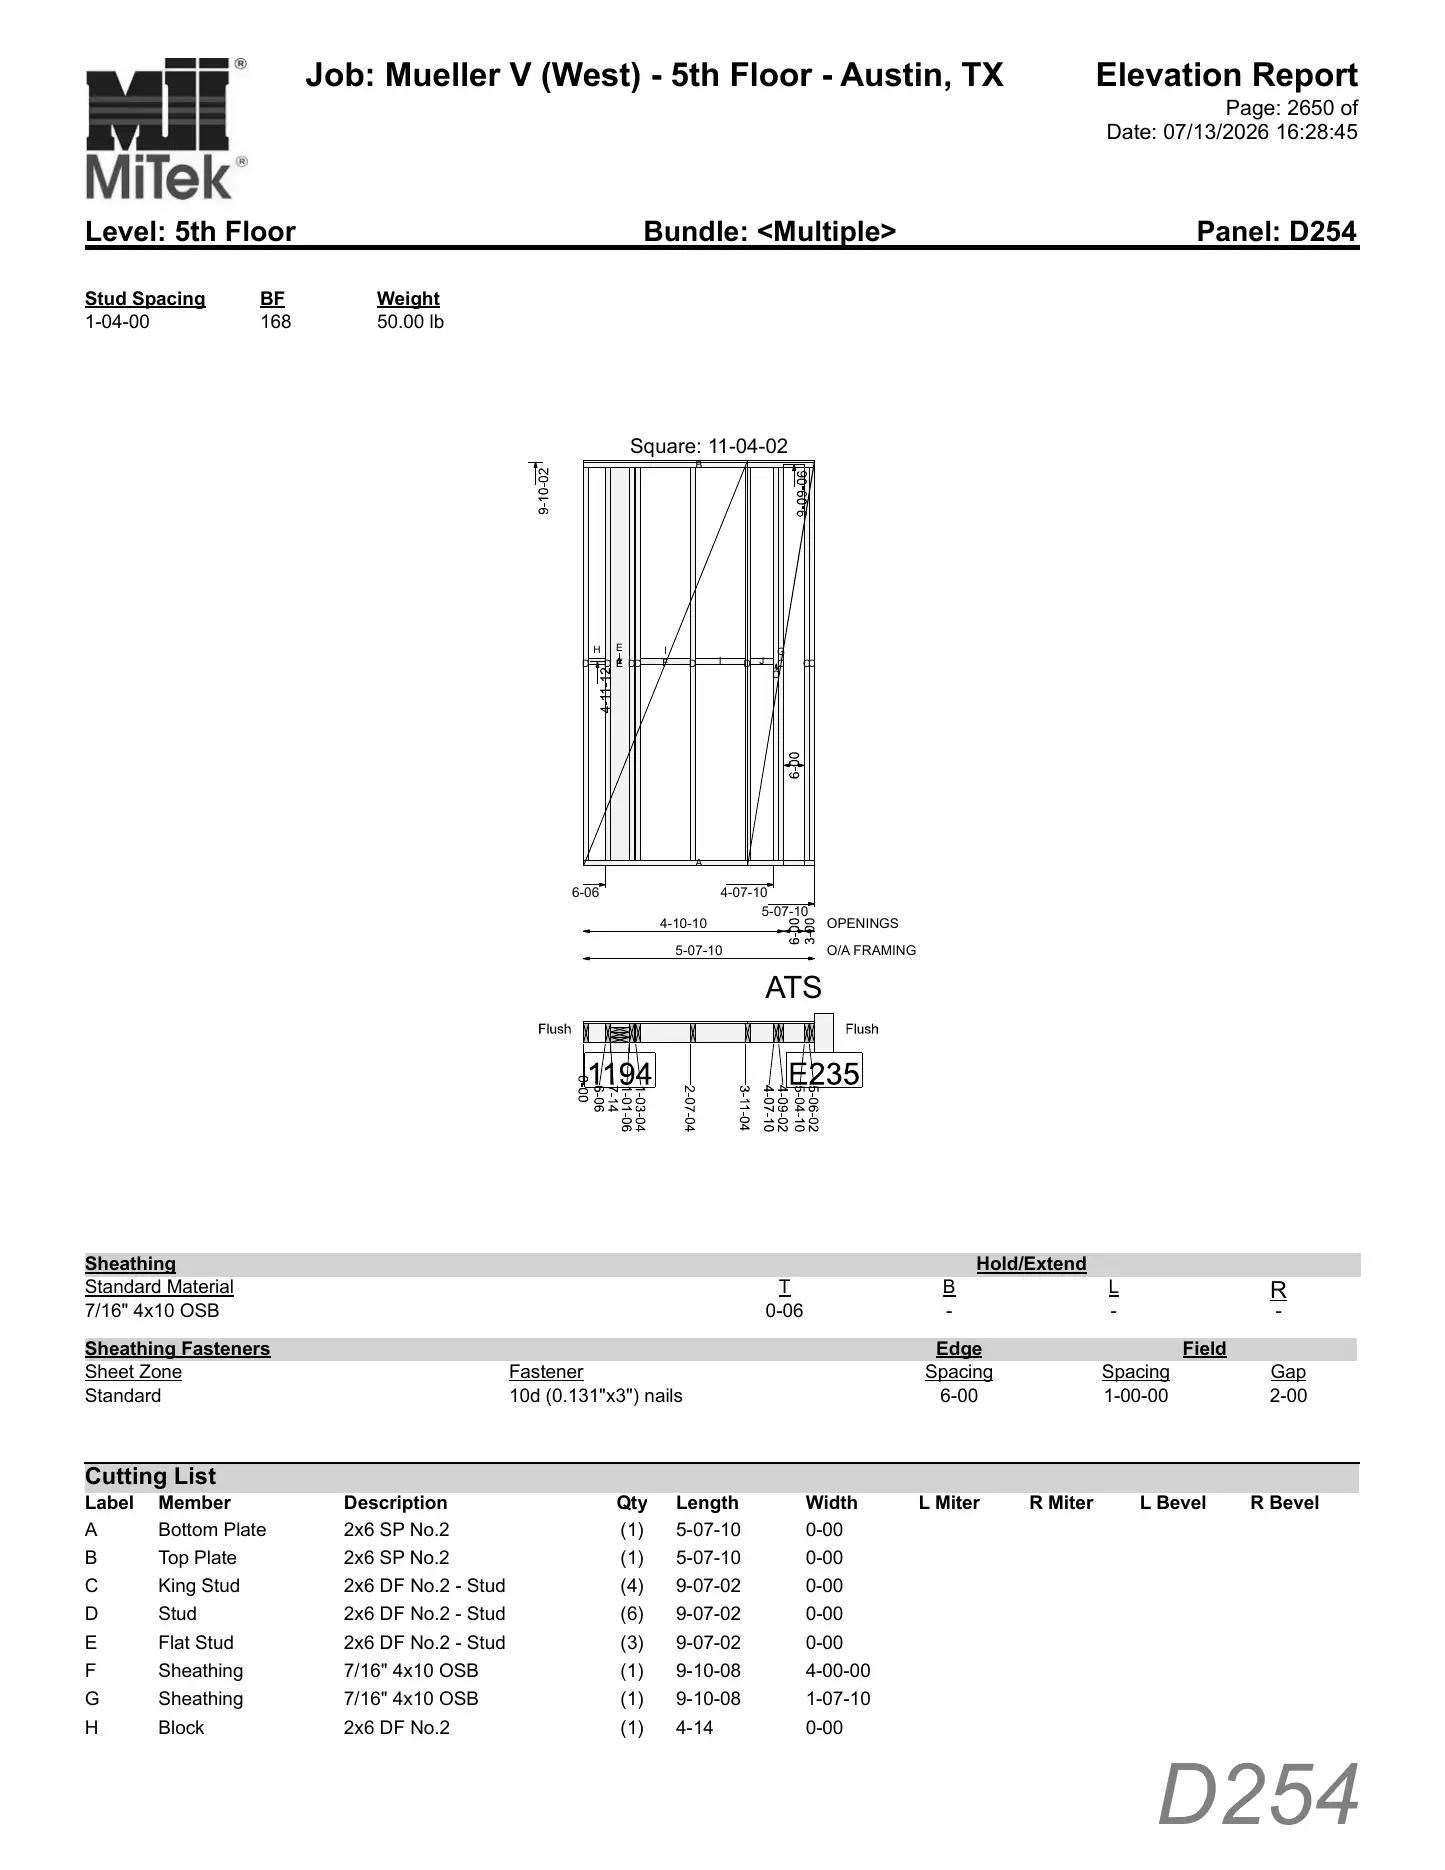 Job: Mueller V (West) - 5th Floor - Austin, TX
Elevation Report
Page: 2650 of
Date: 07/13/2026 16:28:45
MiTek®
Level: 5th Floor Bundle: <Multiple> Panel: D254
Stud Spacing BF Weight
1-04-00 168 50.00 lb
Square: 11-04-02
B
9-10-02
9-09-06
H E I
I J
4-11-12
6-00
A
6-06 4-07-10
5-07-10
4-10-10 6-00 3-00 OPENINGS
5-07-10 O/A FRAMING
ATS
Flush Flush
1194 E235
0-00 6-06 7-14 1-01-06 1-03-04 2-07-04 3-11-04 4-07-10 4-09-02 5-04-10 5-06-02
Sheathing Hold/Extend
Standard Material T B L R
7/16" 4x10 OSB 0-06 - - -
Sheathing Fasteners Edge Field
Sheet Zone Fastener Spacing Spacing Gap
Standard 10d (0.131"x3") nails 6-00 1-00-00 2-00
Cutting List
Label Member Description Qty Length Width L Miter R Miter L Bevel R Bevel
A Bottom Plate 2x6 SP No.2 (1) 5-07-10 0-00
B Top Plate 2x6 SP No.2 (1) 5-07-10 0-00
C King Stud 2x6 DF No.2 - Stud (4) 9-07-02 0-00
D Stud 2x6 DF No.2 - Stud (6) 9-07-02 0-00
E Flat Stud 2x6 DF No.2 - Stud (3) 9-07-02 0-00
F Sheathing 7/16" 4x10 OSB (1) 9-10-08 4-00-00
G Sheathing 7/16" 4x10 OSB (1) 9-10-08 1-07-10
H Block 2x6 DF No.2 (1) 4-14 0-00
D254